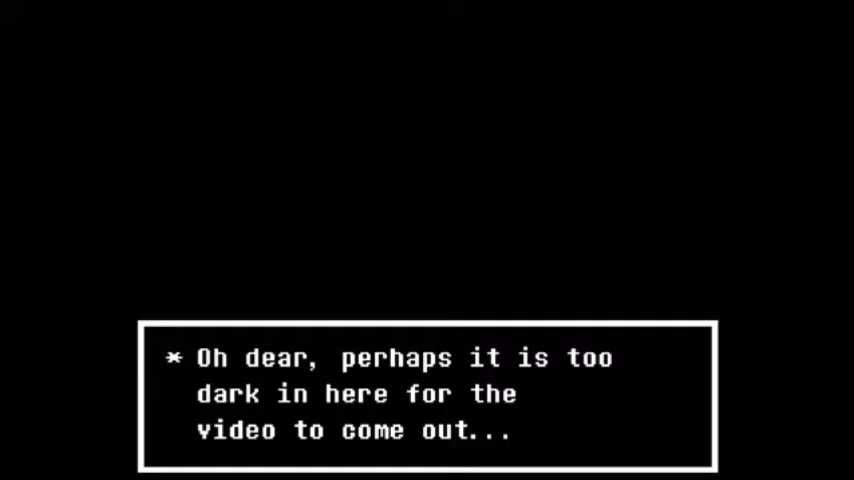 * Oh dear, perhaps it is too
dark in here for the
video to come out...